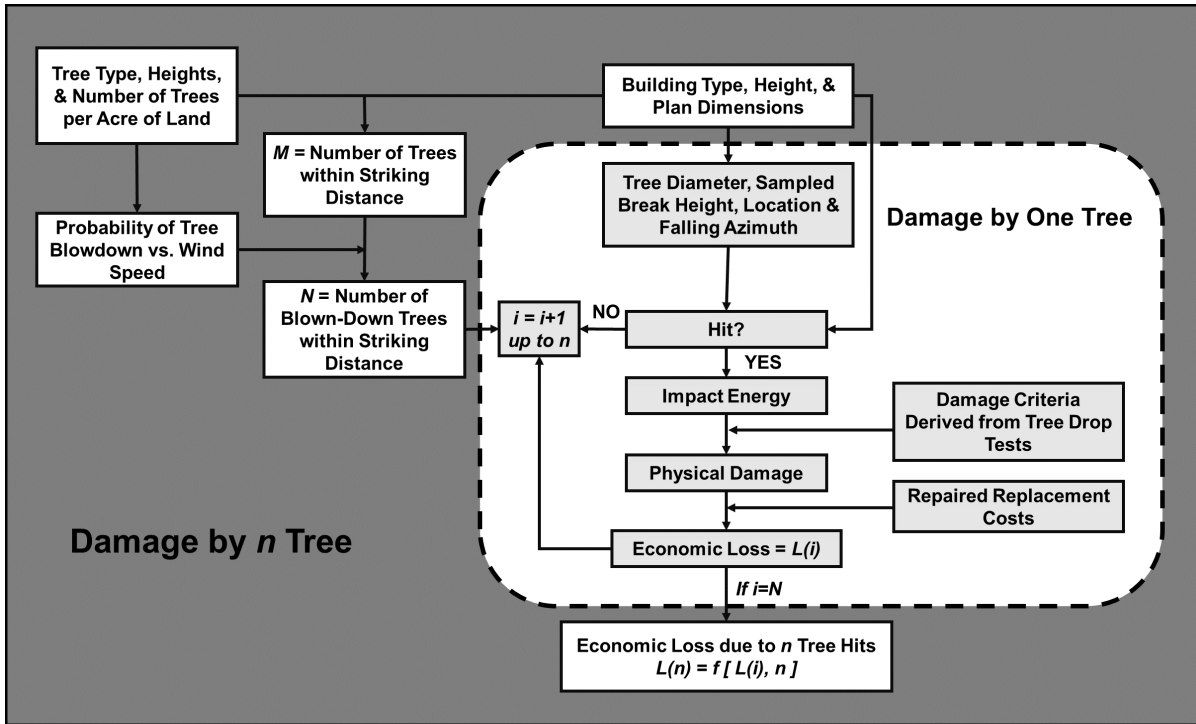 Tree Type, Heights,
& Number of Trees
per Acre of Land
Building Type, Height, &
Plan Dimensions
M = Number of Trees
within Striking
Distance
Tree Diameter, Sampled
Break Height, Location &
Falling Azimuth
Damage by One Tree
Probability of Tree
Blowdown vs. Wind
Speed
N = Number of
Blown-Down Trees
within Striking
Distance
i = i+1
up to n
NO
Hit?
YES
Impact Energy
Damage Criteria
Derived from Tree Drop
Tests
Physical Damage
Repaired Replacement
Costs
Damage by n Tree
Economic Loss = L(i)
If i=N
Economic Loss due to n Tree Hits
L(n) = f [ L(i), n ]